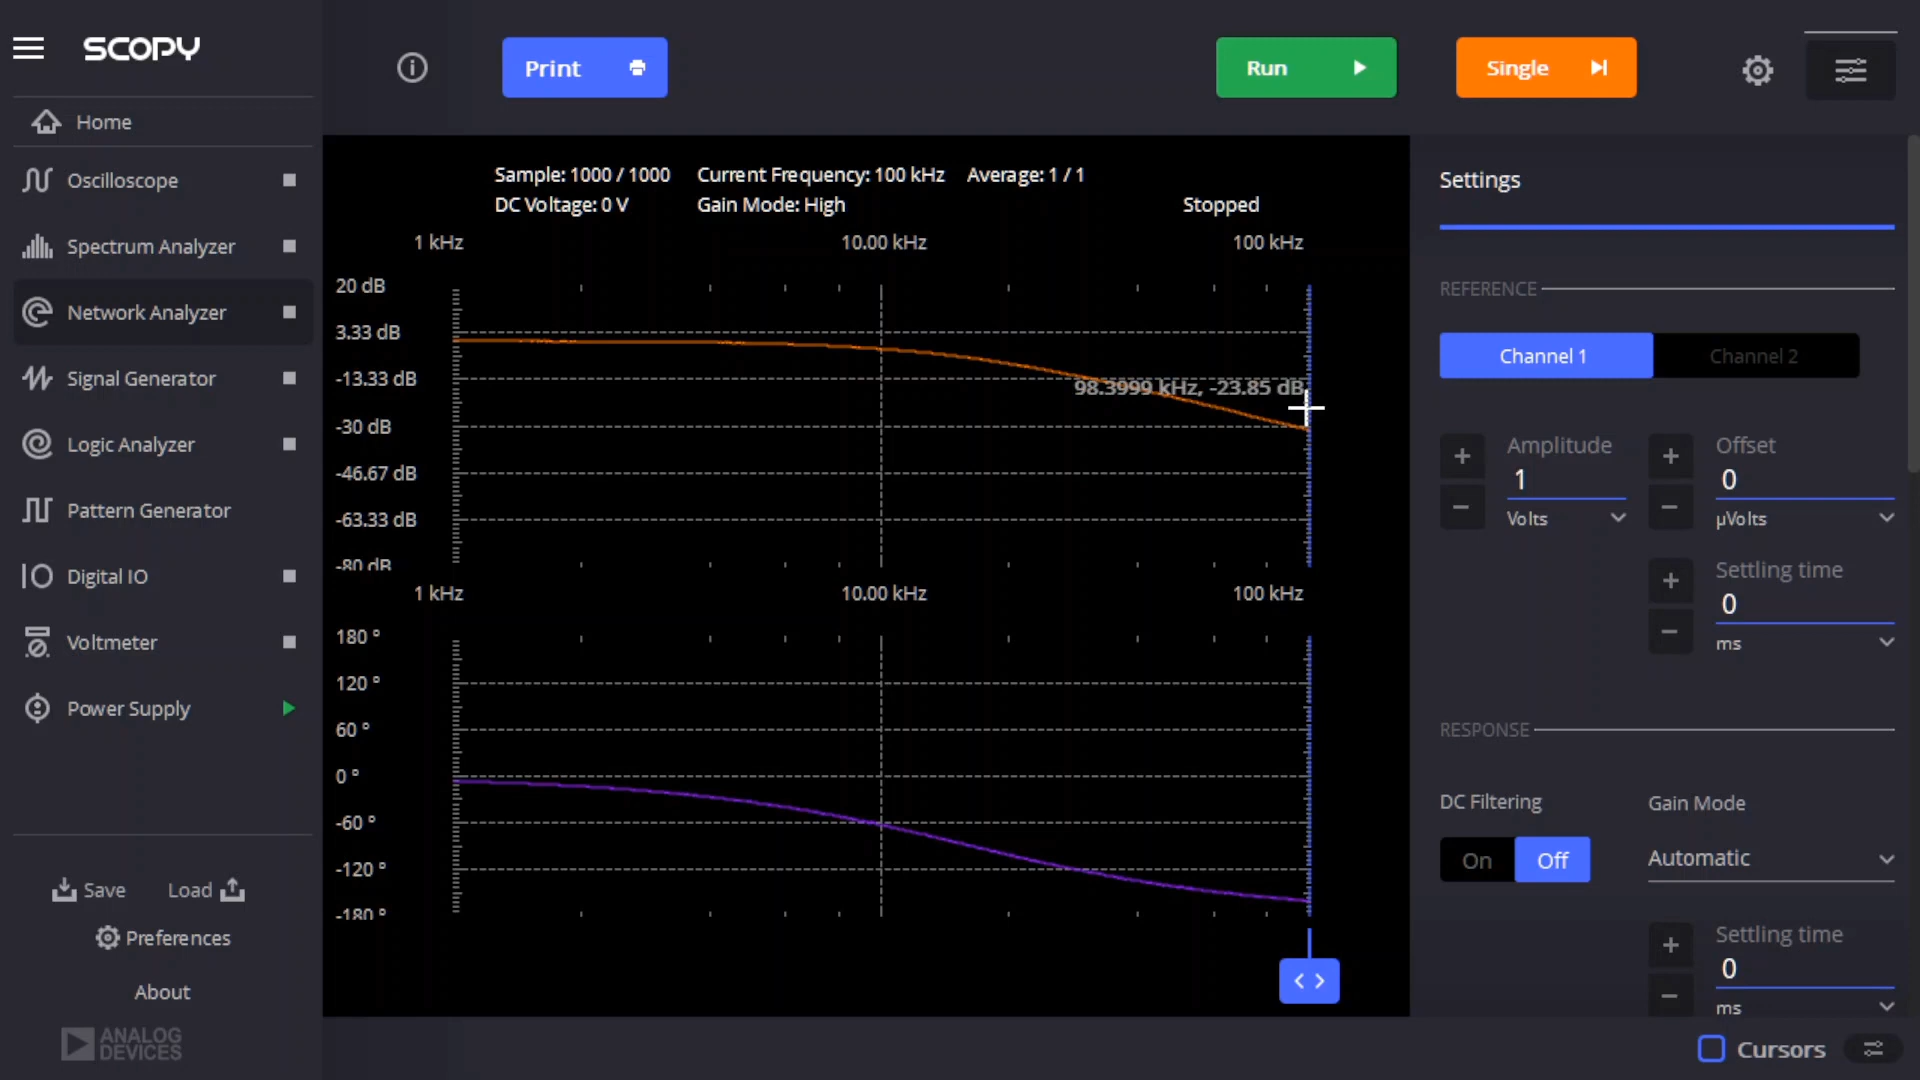 SCOPY
Home
Oscilloscope
Spectrum Analyzer
Network Analyzer
Signal Generator
Logic Analyzer
Pattern Generator
Digital IO
Voltmeter
Power Supply
Save Load
Preferences
About
ANALOG
DEVICES
Print
Run
Single
Sample: 1000 / 1000 Current Frequency: 100 kHz Average: 1 / 1
DC Voltage: 0 V Gain Mode: High Stopped
1 kHz 10.00 kHz 100 kHz
20 dB
3.33 dB
-13.33 dB
98.3999 kHz, -23.85 dB
-30 dB
-46.67 dB
-63.33 dB
-80 dB
1 kHz 10.00 kHz 100 kHz
180 °
120 °
60 °
0 °
-60 °
-120 °
-180 °
Settings
REFERENCE
Channel 1 Channel 2
Amplitude Offset
+ 1 + 0
- Volts - µVolts
Settling time
+ 0
- ms
RESPONSE
DC Filtering Gain Mode
On Off Automatic
Settling time
+ 0
- ms
Cursors